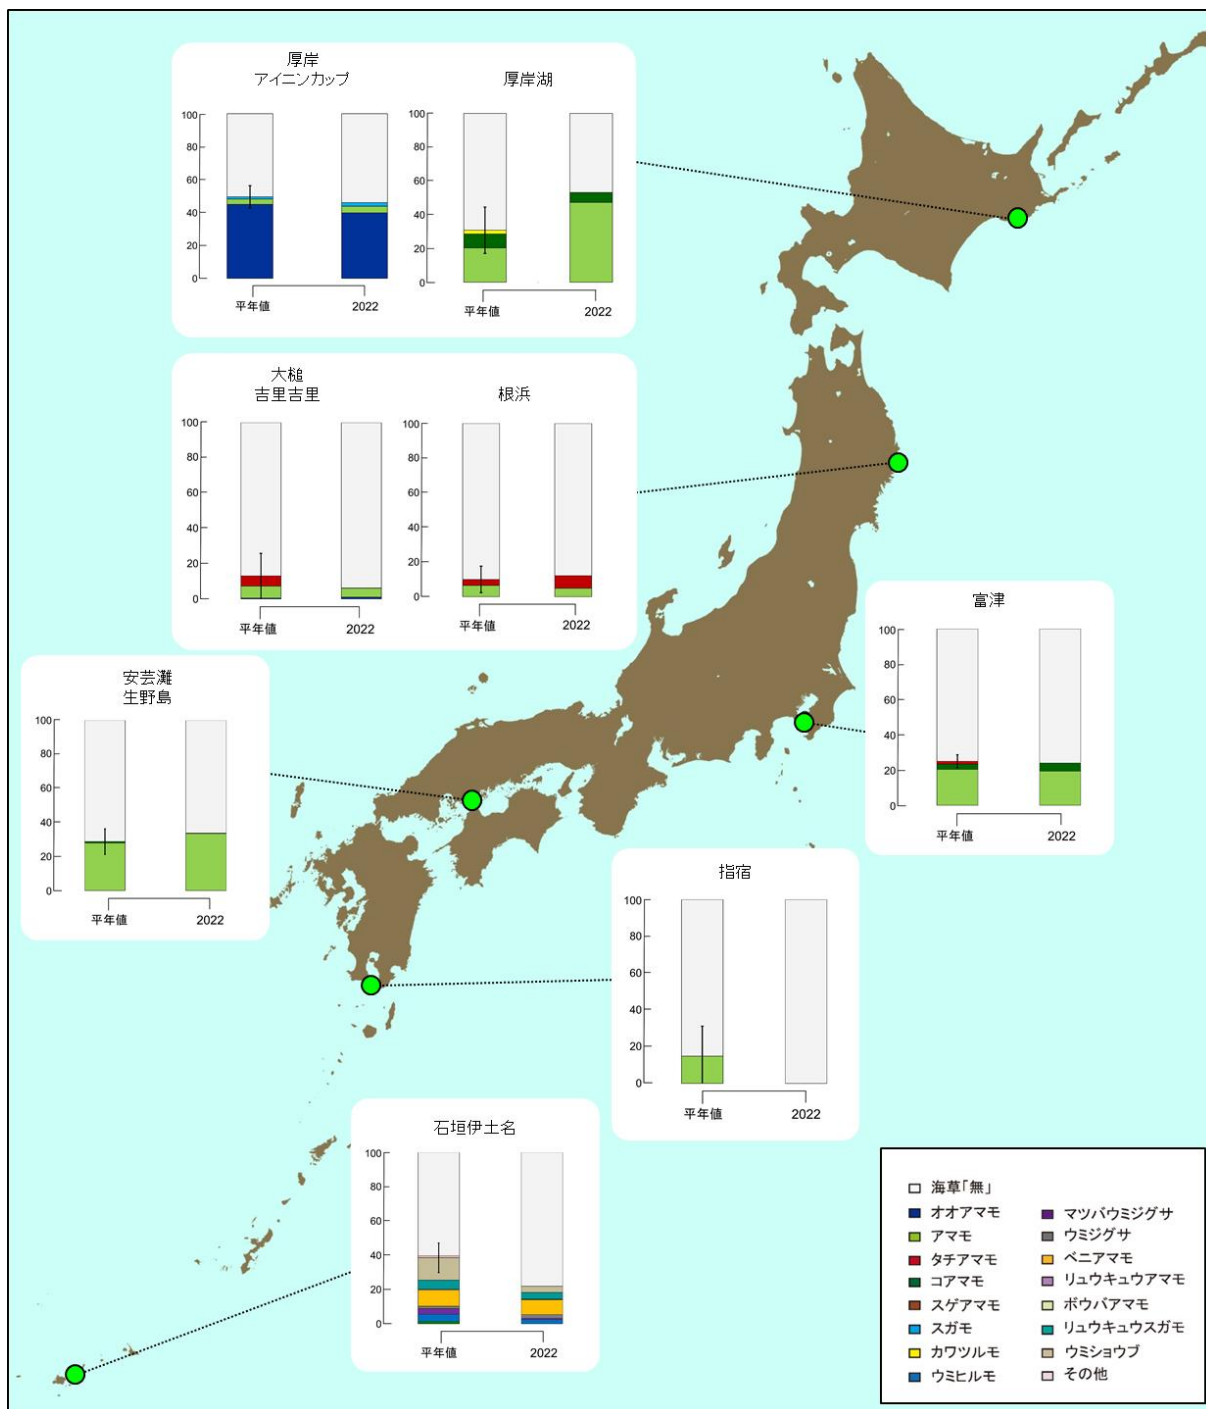 厚岸
アイニンカップ
厚岸湖
100
80
60
40
20
0
平年値
2022
100
80
60
40
20
0
平年値
2022
大槌
吉里吉里
根浜
100
80
60
40
20
0
平年値
2022
100
80
60
40
20
0
平年値
2022
富津
100
80
60
40
20
0
平年値
2022
安芸灘
生野島
100
80
60
40
20
0
平年値
2022
指宿
100
80
60
40
20
0
平年値
2022
石垣伊土名
100
80
60
40
20
0
平年値
2022
海草「無」
オオアマモ
アマモ
タチアマモ
コアマモ
スゲアマモ
スガモ
カワツルモ
ウミヒルモ
マツバウミジグサ
ウミジグサ
ベニアマモ
リュウキュウアマモ
ボウバアマモ
リュウキュウスガモ
ウミショウブ
その他